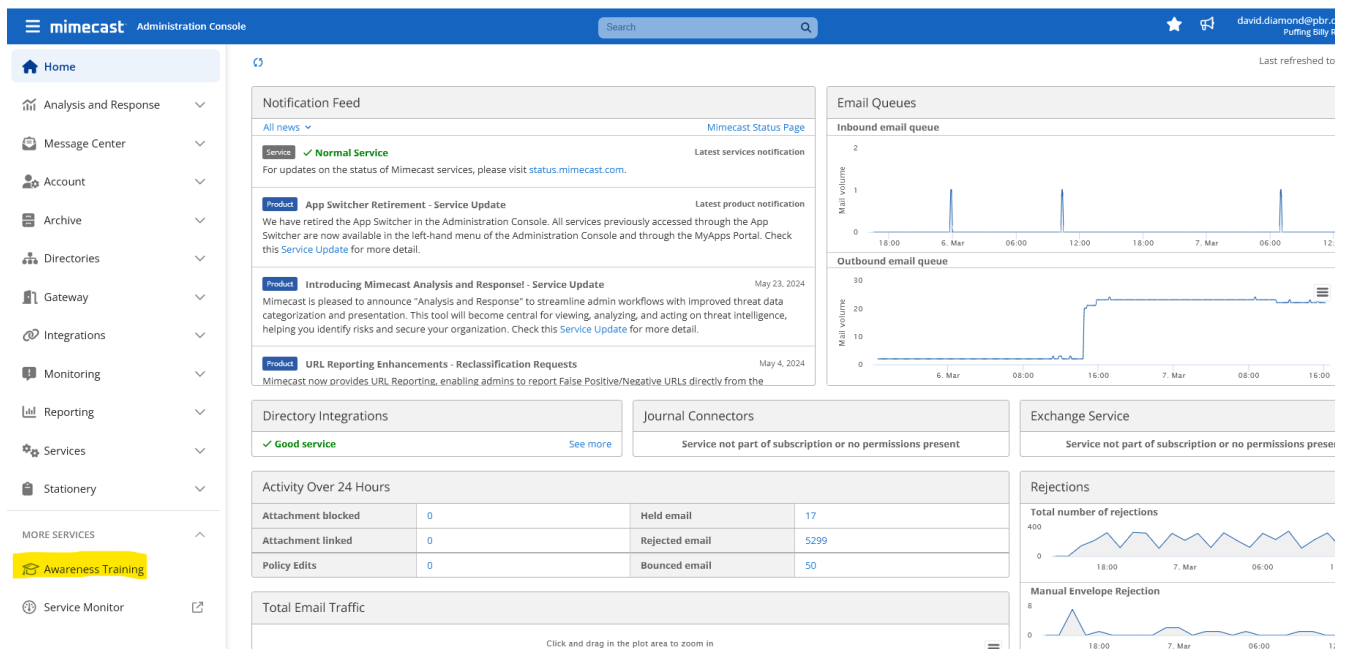 mimecast Administration Console
Search
david.diamond@pbr.c
Puffing Billy R
Home
Analysis and Response
Message Center
Account
Archive
Directories
Gateway
Integrations
Monitoring
Reporting
Services
Stationery
MORE SERVICES
Awareness Training
Service Monitor
Last refreshed to
Notification Feed
All news
Mimecast Status Page
Service Normal Service
Latest services notification
For updates on the status of Mimecast services, please visit status.mimecast.com.
Product App Switcher Retirement - Service Update
Latest product notification
We have retired the App Switcher in the Administration Console. All services previously accessed through the App
Switcher are now available in the left-hand menu of the Administration Console and through the MyApps Portal. Check
this Service Update for more detail.
Product Introducing Mimecast Analysis and Response! - Service Update
May 23, 2024
Mimecast is pleased to announce "Analysis and Response" to streamline admin workflows with improved threat data
categorization and presentation. This tool will become central for viewing, analyzing, and acting on threat intelligence,
helping you identify risks and secure your organization. Check this Service Update for more detail.
Product URL Reporting Enhancements - Reclassification Requests
May 4, 2024
Mimecast now provides URL Reporting, enabling admins to report False Positive/Negative URLs directly from the
Email Queues
Inbound email queue
Mail volume
2
1
0
18:00 6. Mar 06:00 12:00 18:00 7. Mar 06:00 12:
Outbound email queue
Mail volume
30
20
10
0
6. Mar 08:00 16:00 7. Mar 08:00 16:00
Directory Integrations
Good service
See more
Journal Connectors
Service not part of subscription or no permissions present
Exchange Service
Service not part of subscription or no permissions prese
Activity Over 24 Hours
Attachment blocked 0 Held email 17
Attachment linked 0 Rejected email 5299
Policy Edits 0 Bounced email 50
Rejections
Total number of rejections
400
0
18:00 7. Mar 06:00 1
Manual Envelope Rejection
8
0
18:00 7. Mar 06:00 12
Total Email Traffic
Click and drag in the plot area to zoom in